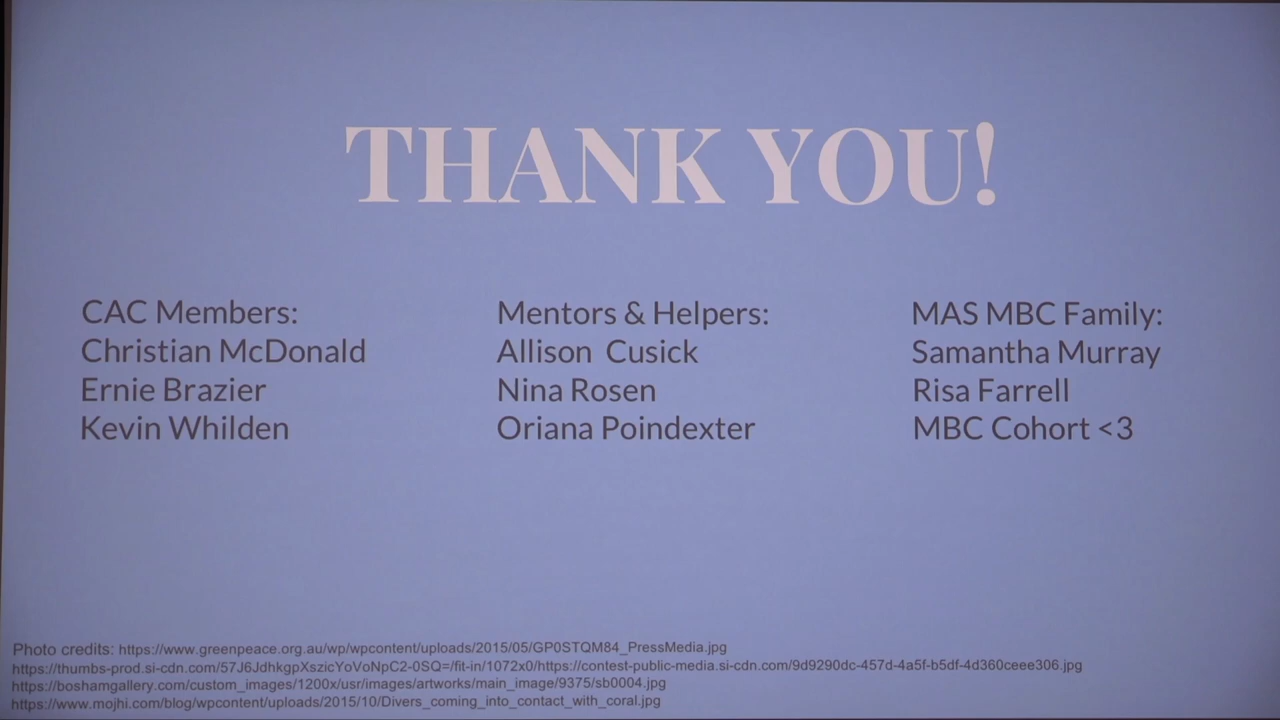 THANK YOU!
CAC Members:
Christian McDonald
Ernie Brazier
Kevin Whilden
Mentors & Helpers:
Allison Cusick
Nina Rosen
Oriana Poindexter
MAS MBC Family:
Samantha Murray
Risa Farrell
MBC Cohort <3
Photo credits: https://www.greenpeace.org.au/wp/wpcontent/uploads/2015/05/GP0STQM84_PressMedia.jpg
https://thumbs-prod.si-cdn.com/57J6JdhkgpXszicYoVoNpC2-0SQ=/fit-in/1072x0/https://contest-public-media.si-cdn.com/9d9290dc-457d-4a5f-b5df-4d360ceee306.jpg
https://boshamgallery.com/custom_images/1200x/usr/images/artworks/main_image/9375/sb0004.jpg
https://www.mojhi.com/blog/wpcontent/uploads/2015/10/Divers_coming_into_contact_with_coral.jpg